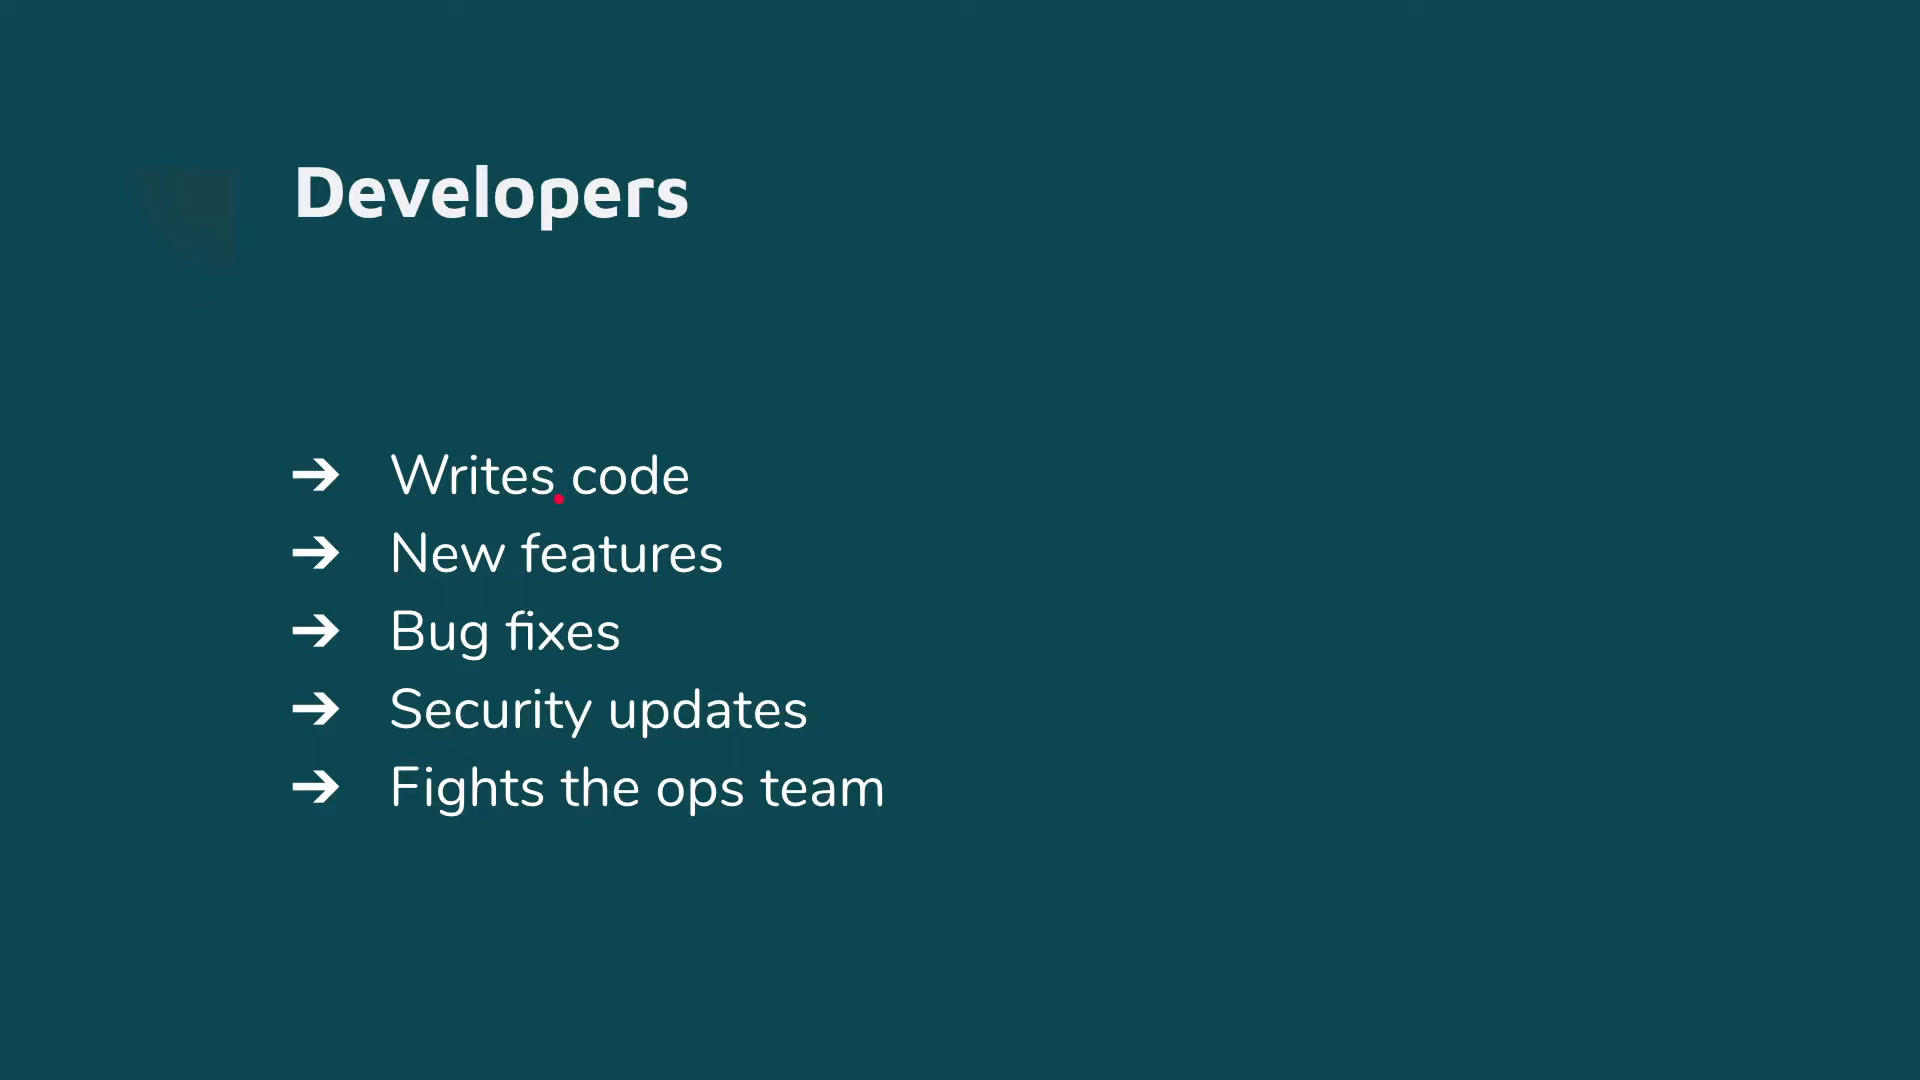 Developers
➔ Writes code
➔ New features
➔ Bug fixes
➔ Security updates
➔ Fights the ops team